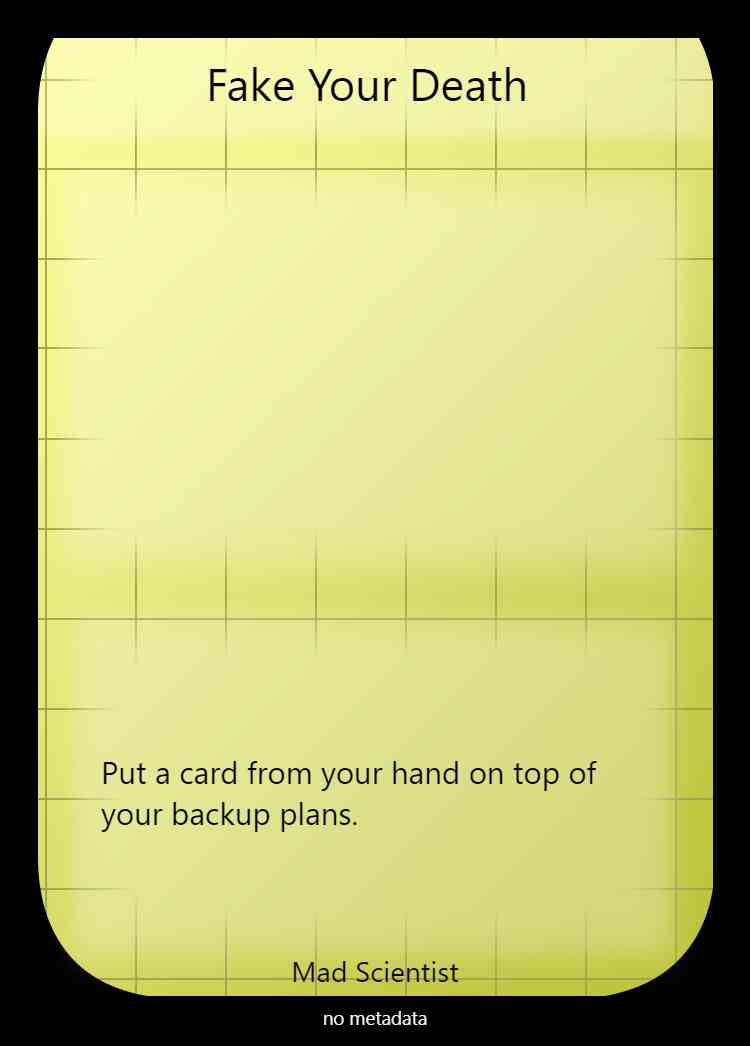 Fake Your Death
Put a card from your hand on top of
your backup plans.
Mad Scientist
no metadata